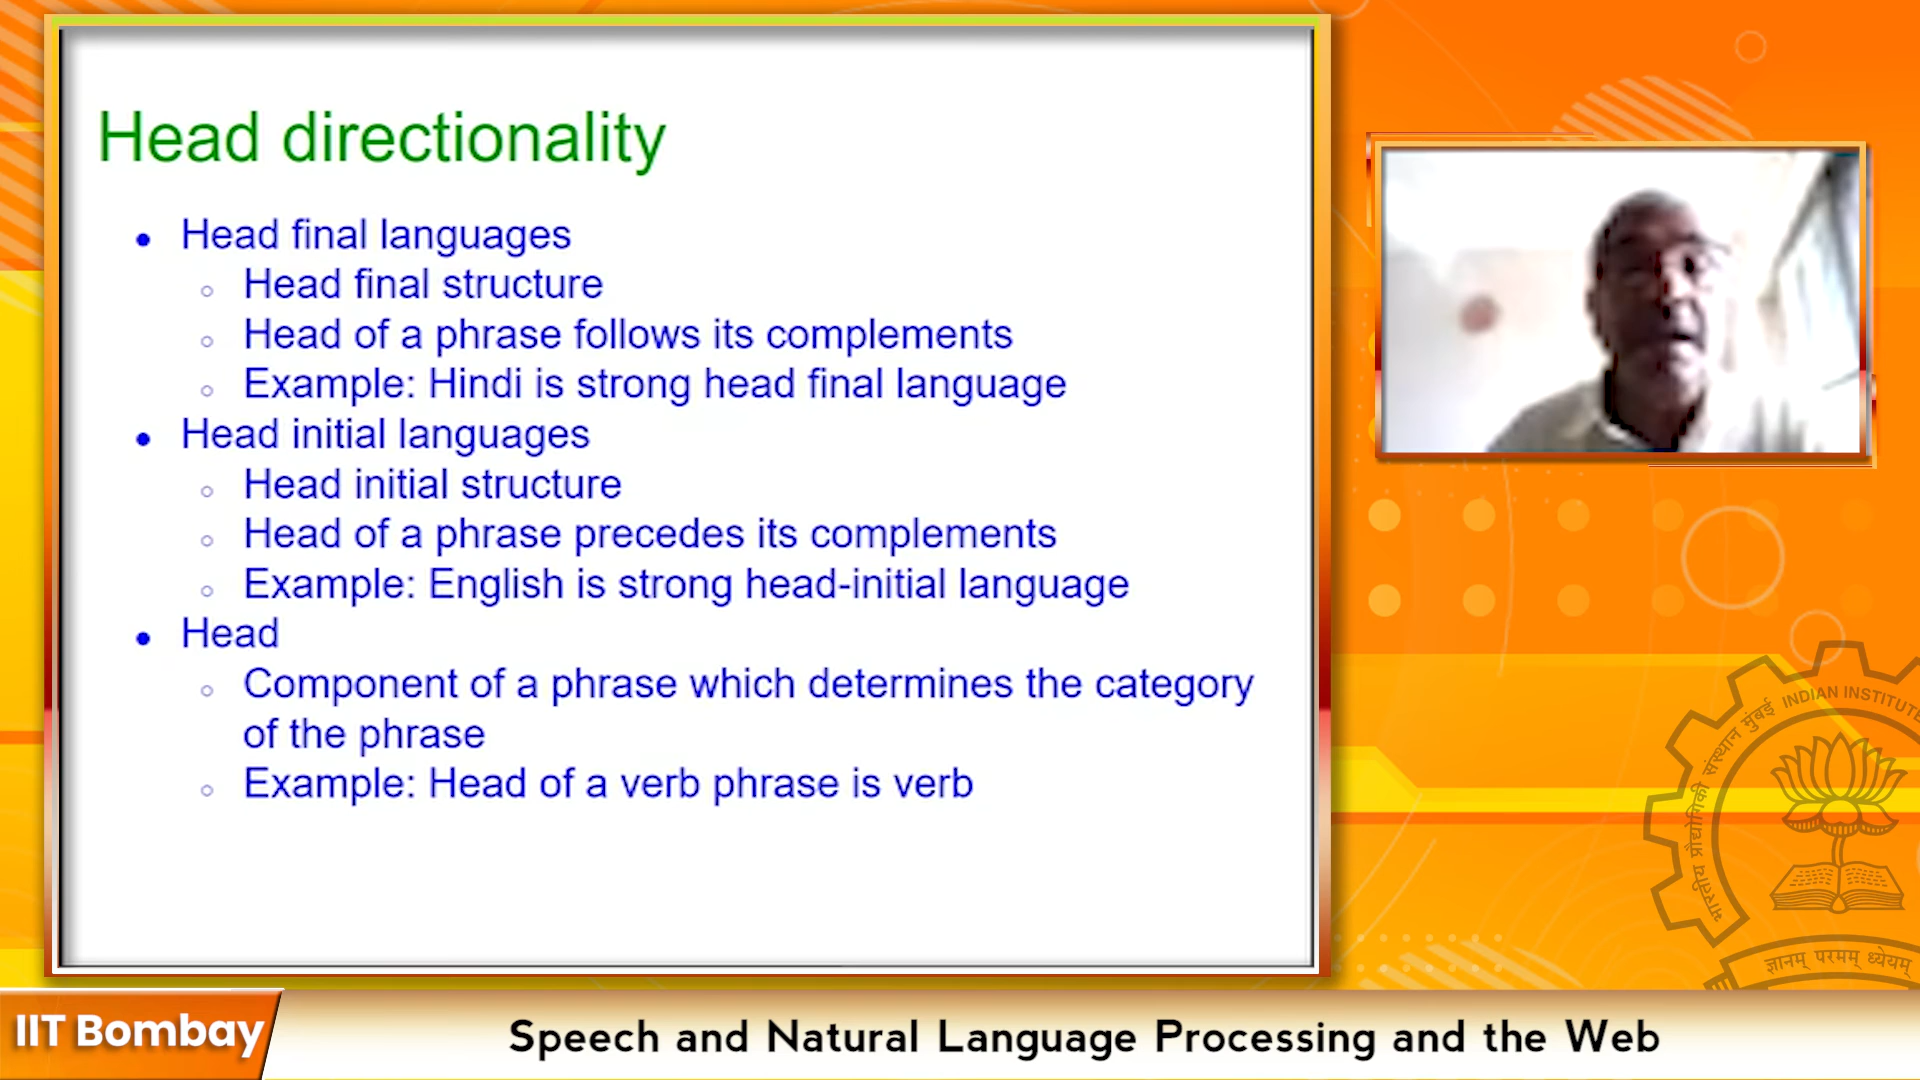 Head directionality
• Head final languages
○ Head final structure
○ Head of a phrase follows its complements
○ Example: Hindi is strong head final language
• Head initial languages
○ Head initial structure
○ Head of a phrase precedes its complements
○ Example: English is strong head-initial language
• Head
○ Component of a phrase which determines the category
of the phrase
○ Example: Head of a verb phrase is verb
भारतीय प्रौद्योगिकी संस्थान मुंबई INDIAN INSTITUTE
ज्ञानम् परमम् ध्येयम्
IIT Bombay
Speech and Natural Language Processing and the Web